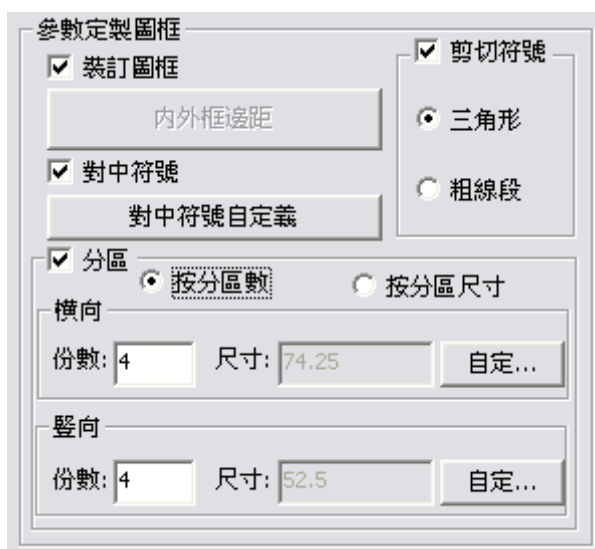 參數定製圖框
裝訂圖框
內外框邊距
對中符號
對中符號自定義
剪切符號
三角形
粗線段
分區
按分區數
按分區尺寸
橫向
份數: 4 尺寸: 74.25 自定...
豎向
份數: 4 尺寸: 52.5 自定...